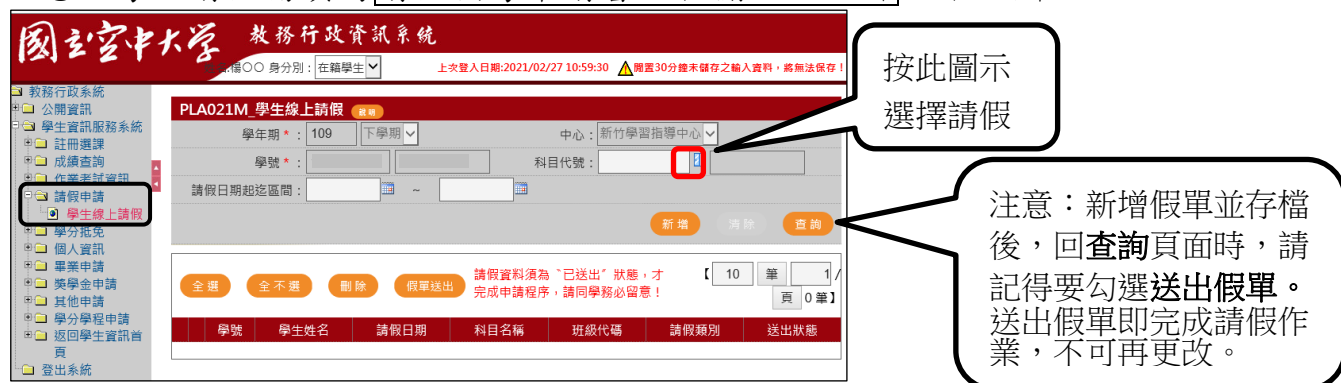 國立空中大學 教務行政資訊系統
楊○○ 身分別：在籍學生
上次登入日期:2021/02/27 10:59:30 閒置30分鐘未儲存之輸入資料，將無法保存！
教務行政系統
公開資訊
學生資訊服務系統
註冊選課
成績查詢
作業考試資訊
請假申請
學生線上請假
學分抵免
個人資訊
畢業申請
獎學金申請
其他申請
學分學程申請
返回學生資訊首
頁
登出系統
PLA021M_學生線上請假 說明
學年期*：109 下學期 中心：新竹學習指導中心
學號*： 科目代號：
請假日期起迄區間： ~
新增 清除 查詢
全選 全不選 刪除 假單送出
請假資料須為〝已送出〞狀態，才
完成申請程序，請同學務必留意！
【 10 筆 1 /
頁 0 筆】
學號 學生姓名 請假日期 科目名稱 班級代碼 請假類別 送出狀態
按此圖示
選擇請假
注意：新增假單並存檔
後，回查詢頁面時，請
記得要勾選送出假單。
送出假單即完成請假作
業，不可再更改。